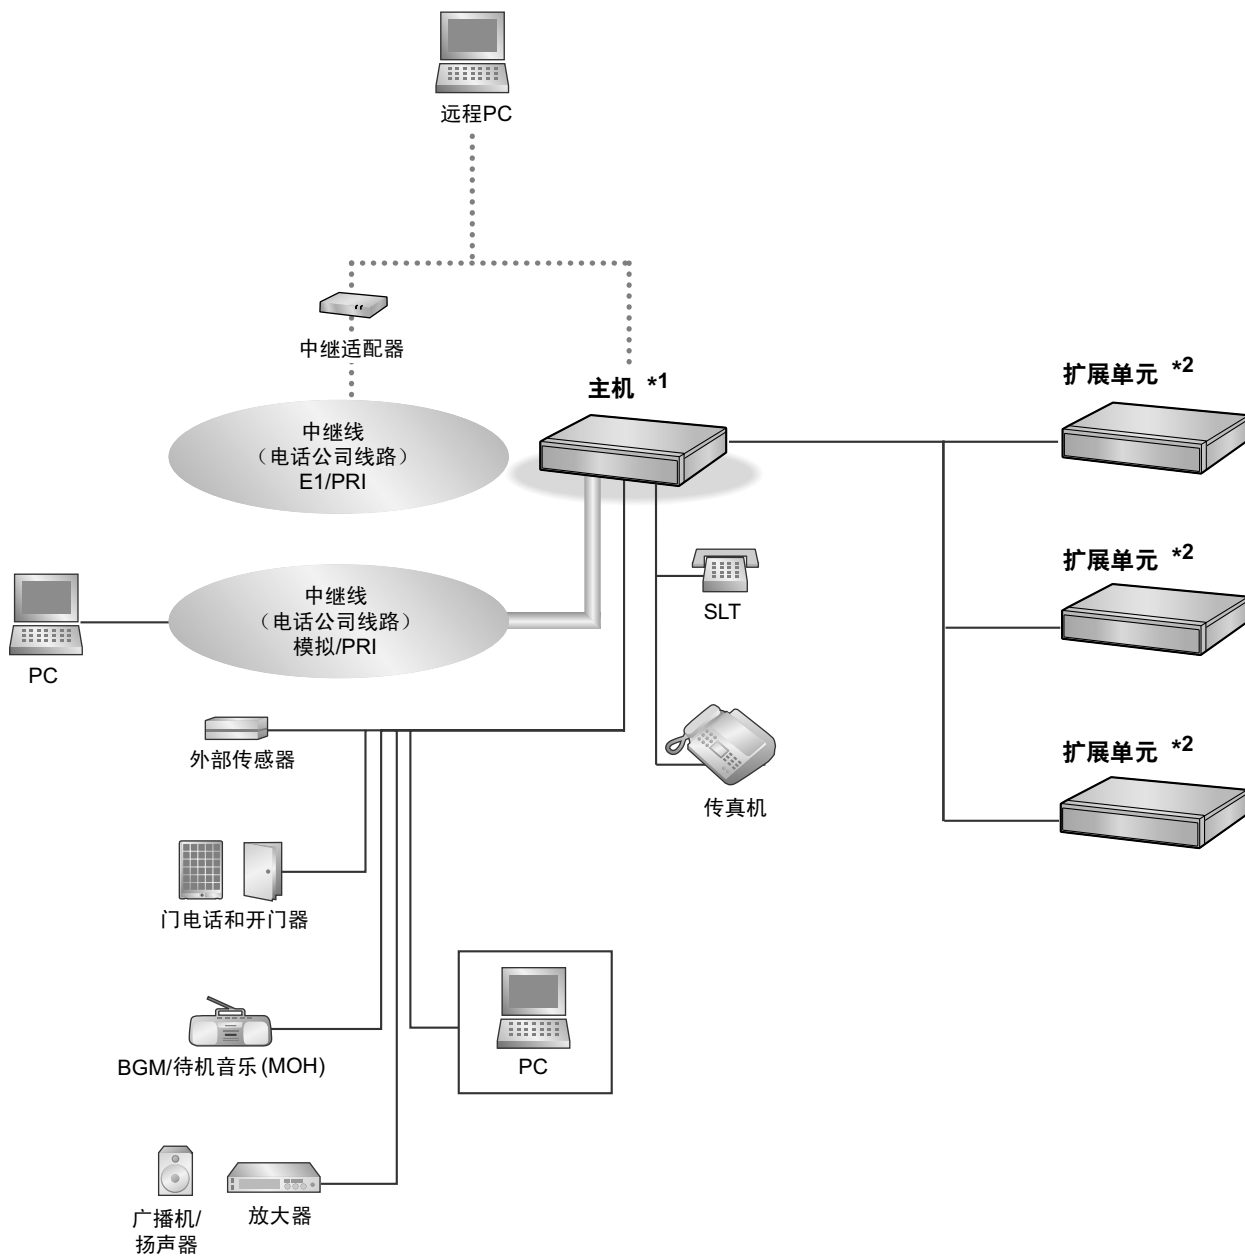 远程PC
中继适配器
主机 *1
扩展单元 *2
中继线
（电话公司线路）
E1/PRI
扩展单元 *2
中继线
（电话公司线路）
模拟/PRI
SLT
PC
外部传感器
扩展单元 *2
传真机
门电话和开门器
BGM/待机音乐 (MOH)
PC
广播机/
扬声器
放大器